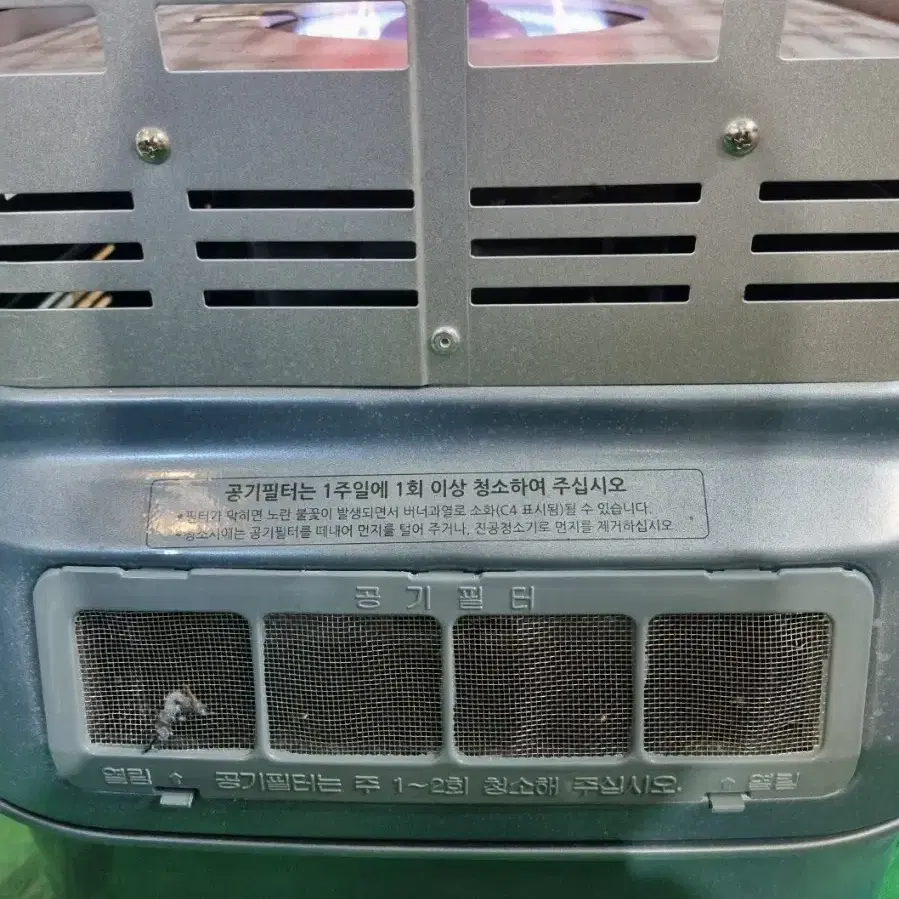 공기필터는 1주일에 1회 이상 청소하여 주십시오
*필터가 막히면 노란 불꽃이 발생되면서 버너과열로 소화(C4 표시됨)될 수 있습니다.
*청소시에는 공기필터를 떼내어 먼지를 털어 주거나, 진공청소기로 먼지를 제거하십시오.
공기필터
열림 ↑ 공기필터는 주 1~2회 청소해 주십시오. ↑ 열림